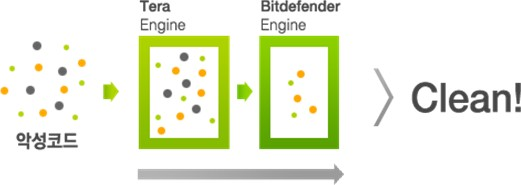 Tera
Engine
Bitdefender
Engine
악성코드
Clean!